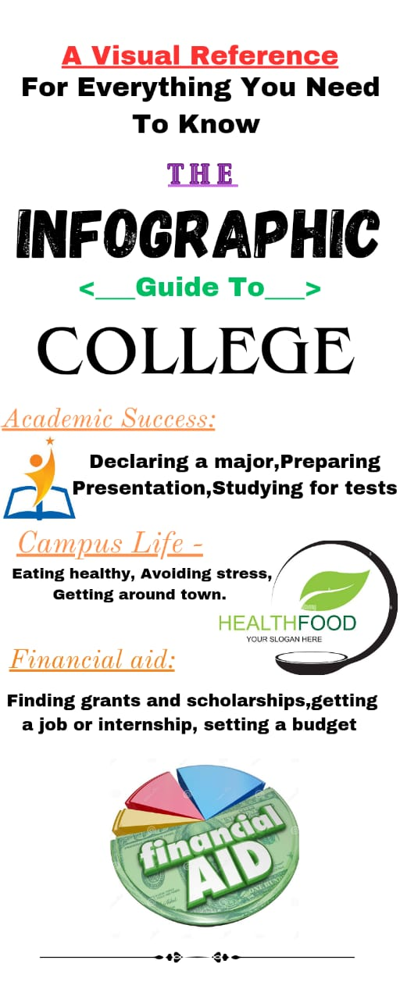 A Visual Reference
For Everything You Need
To Know
THE
INFOGRAPHIC
<___Guide To___>
COLLEGE
Academic Success:
Declaring a major,Preparing
Presentation,Studying for tests
Campus Life -
Eating healthy, Avoiding stress,
Getting around town.
HEALTHFOOD
YOUR SLOGAN HERE
Financial aid:
Finding grants and scholarships,getting
a job or internship, setting a budget
financial
AID